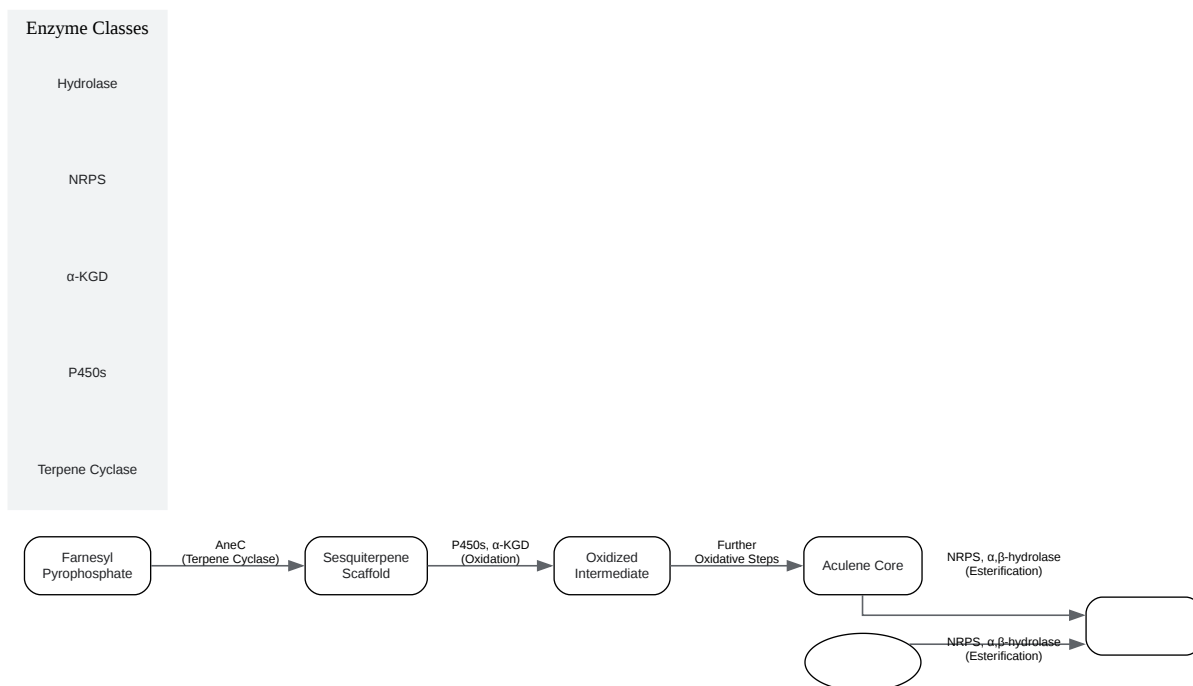 Enzyme Classes
Hydrolase
NRPS
α-KGD
P450s
Terpene Cyclase
Farnesyl
Pyrophosphate
AneC
(Terpene Cyclase)
Sesquiterpene
Scaffold
P450s, α-KGD
(Oxidation)
Oxidized
Intermediate
Further
Oxidative Steps
Aculene Core
NRPS, α,β-hydrolase
(Esterification)
NRPS, α,β-hydrolase
(Esterification)